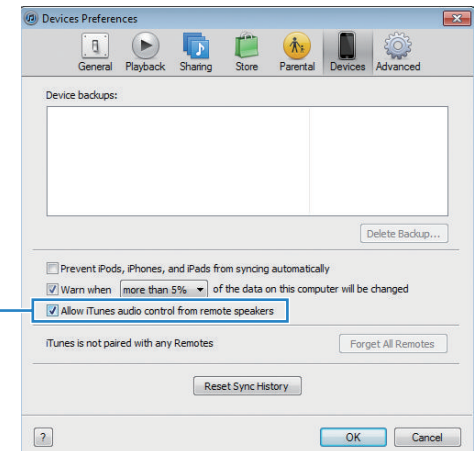 Devices Preferences
General Playback Sharing Store Parental Devices Advanced
Device backups:
Delete Backup...
Prevent iPods, iPhones, and iPads from syncing automatically
Warn when more than 5% of the data on this computer will be changed
Allow iTunes audio control from remote speakers
iTunes is not paired with any Remotes Forget All Remotes
Reset Sync History
? OK Cancel